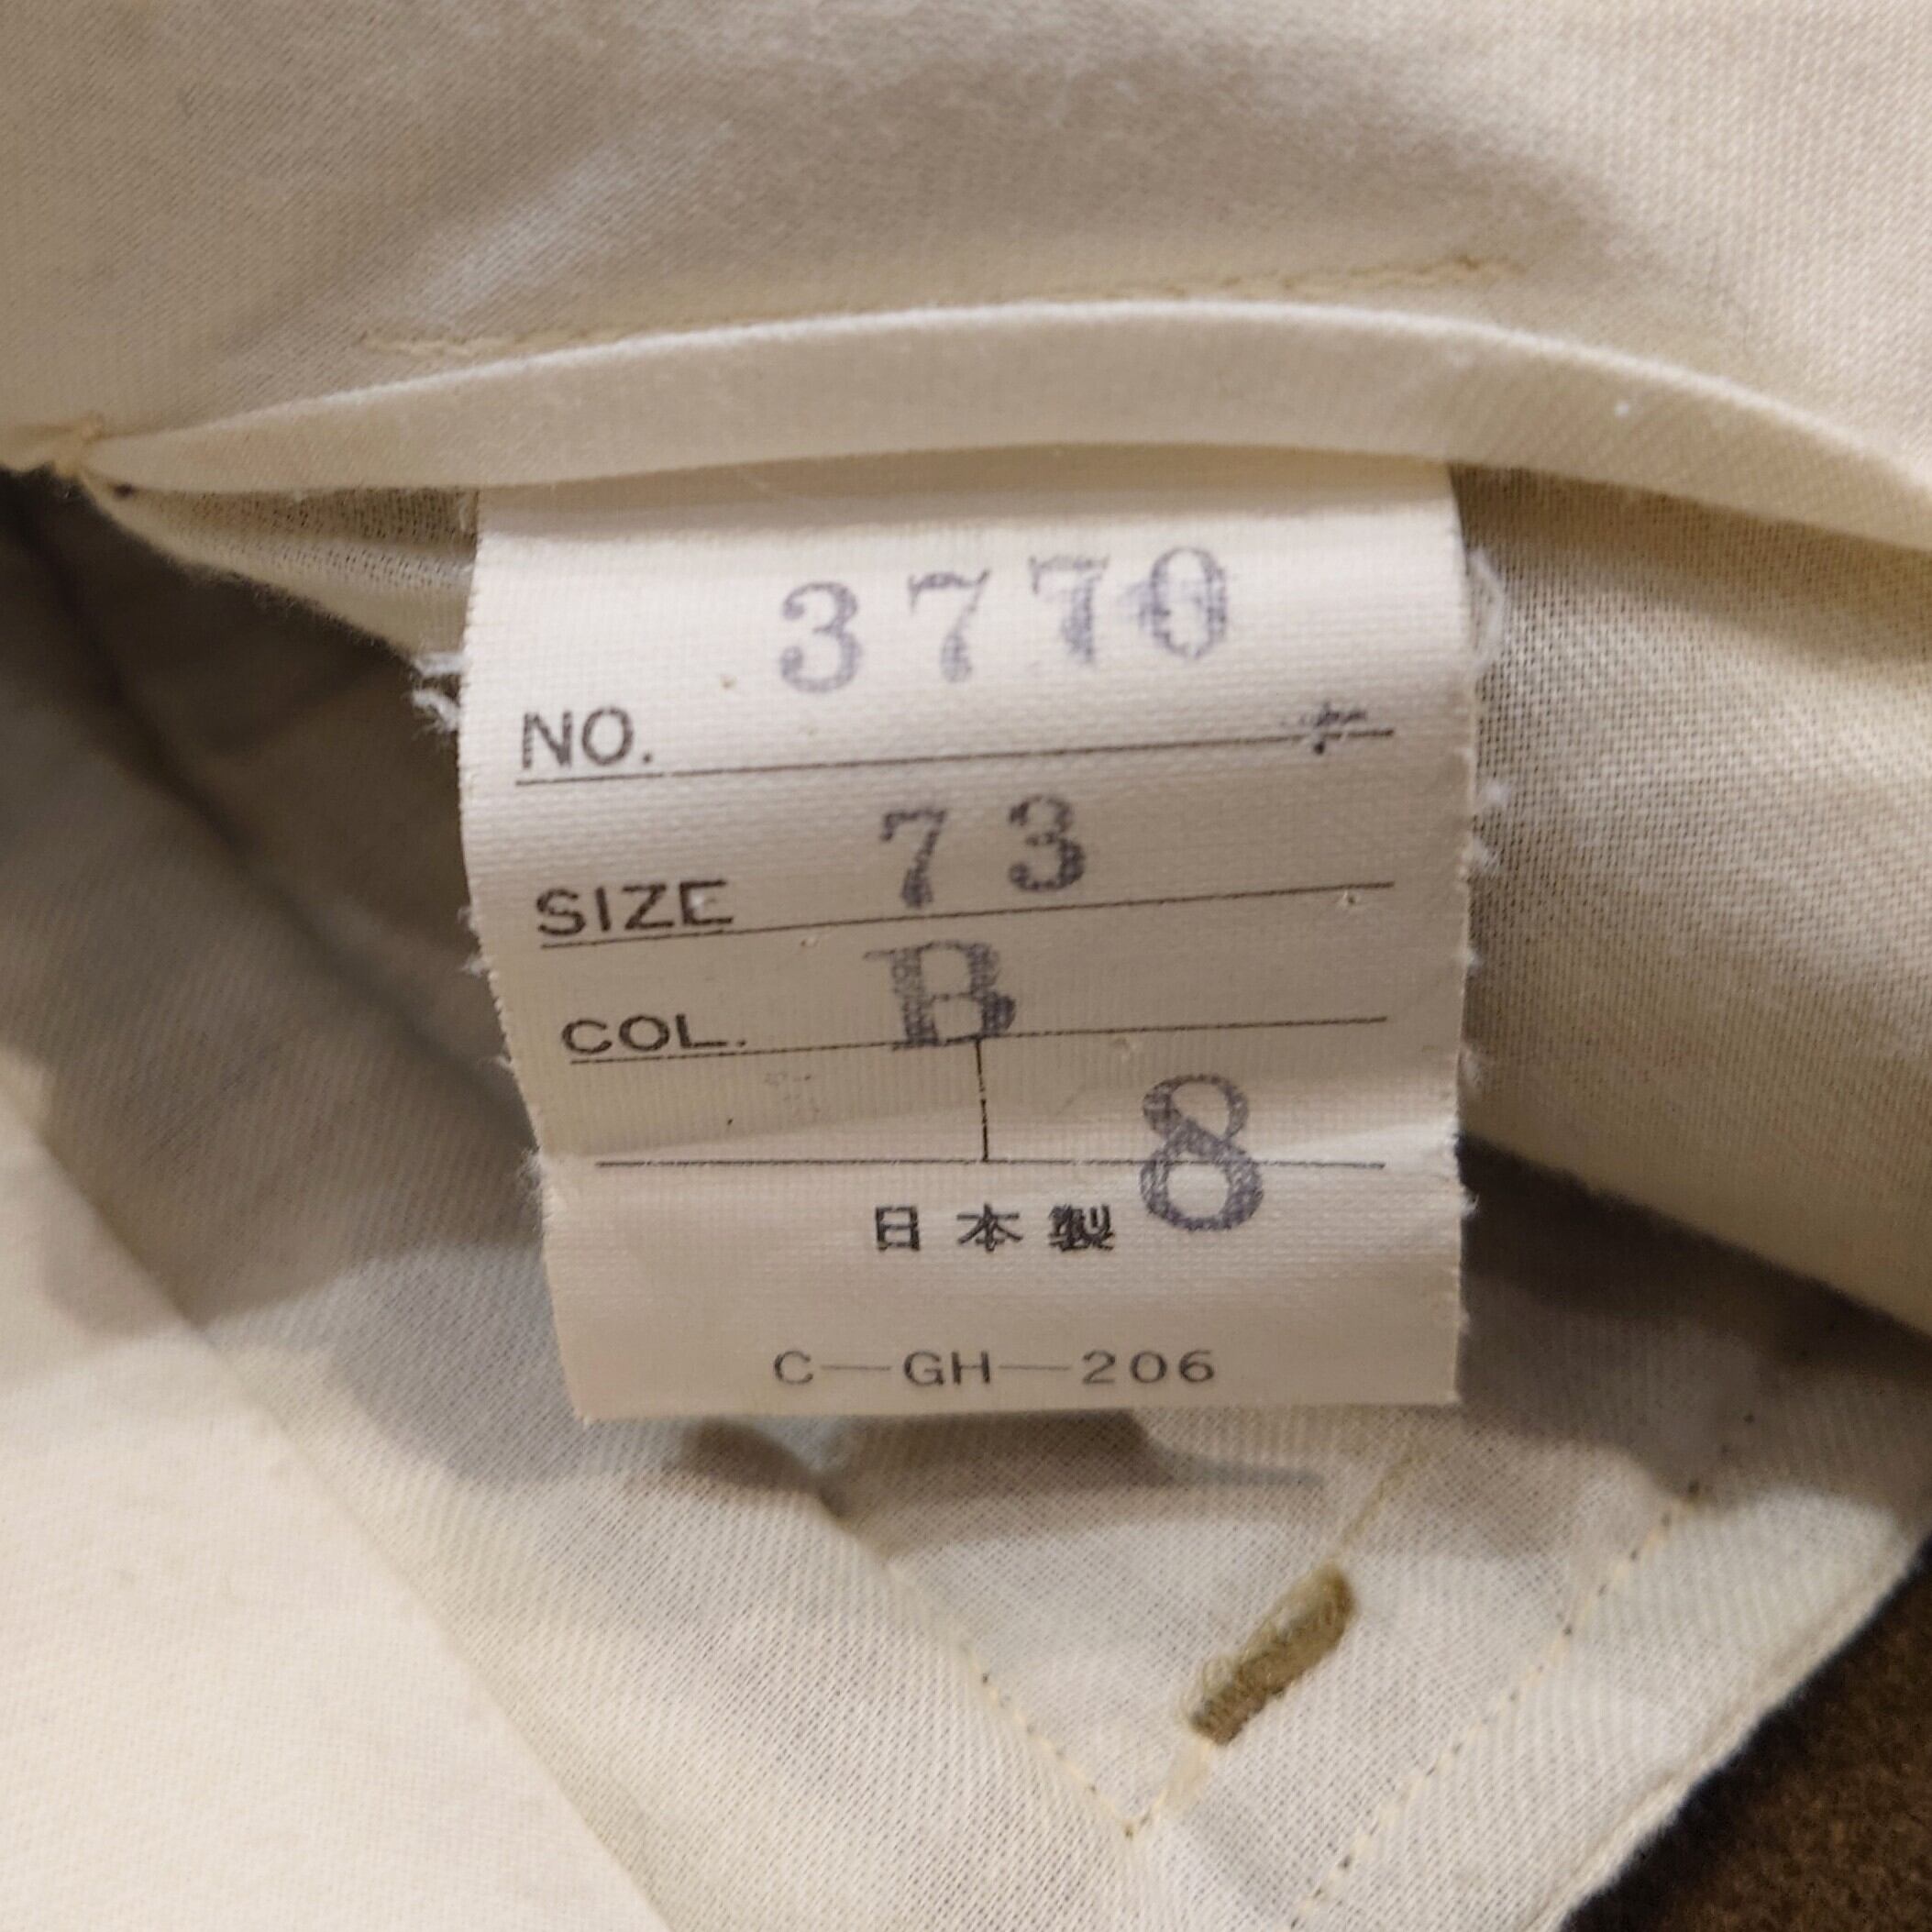 NO. 3770
SIZE 73
COL. B
8
日本製
C—GH—206